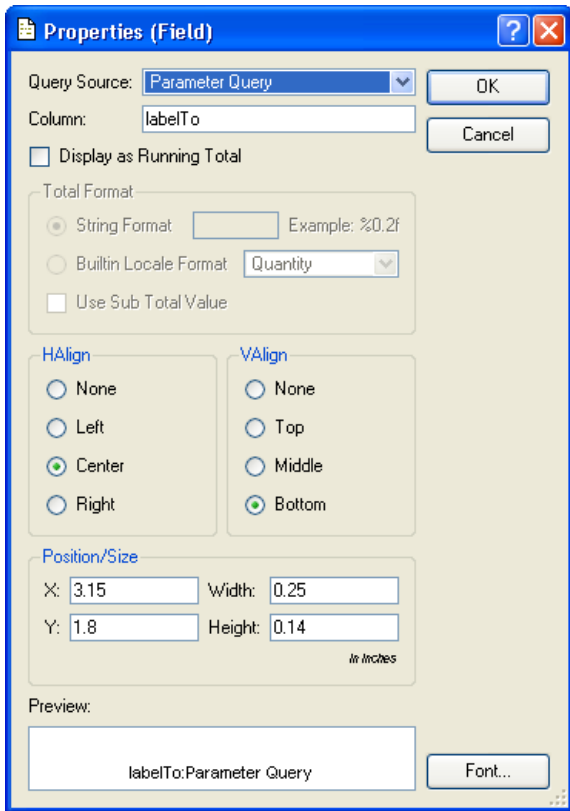 Properties (Field)
Query Source: Parameter Query
OK
Column: labelTo
Cancel
Display as Running Total
Total Format
String Format Example: %0.2f
Builtin Locale Format Quantity
Use Sub Total Value
HAlign
None
Left
Center
Right
VAlign
None
Top
Middle
Bottom
Position/Size
X: 3.15 Width: 0.25
Y: 1.8 Height: 0.14
in inches
Preview:
labelTo:Parameter Query
Font...